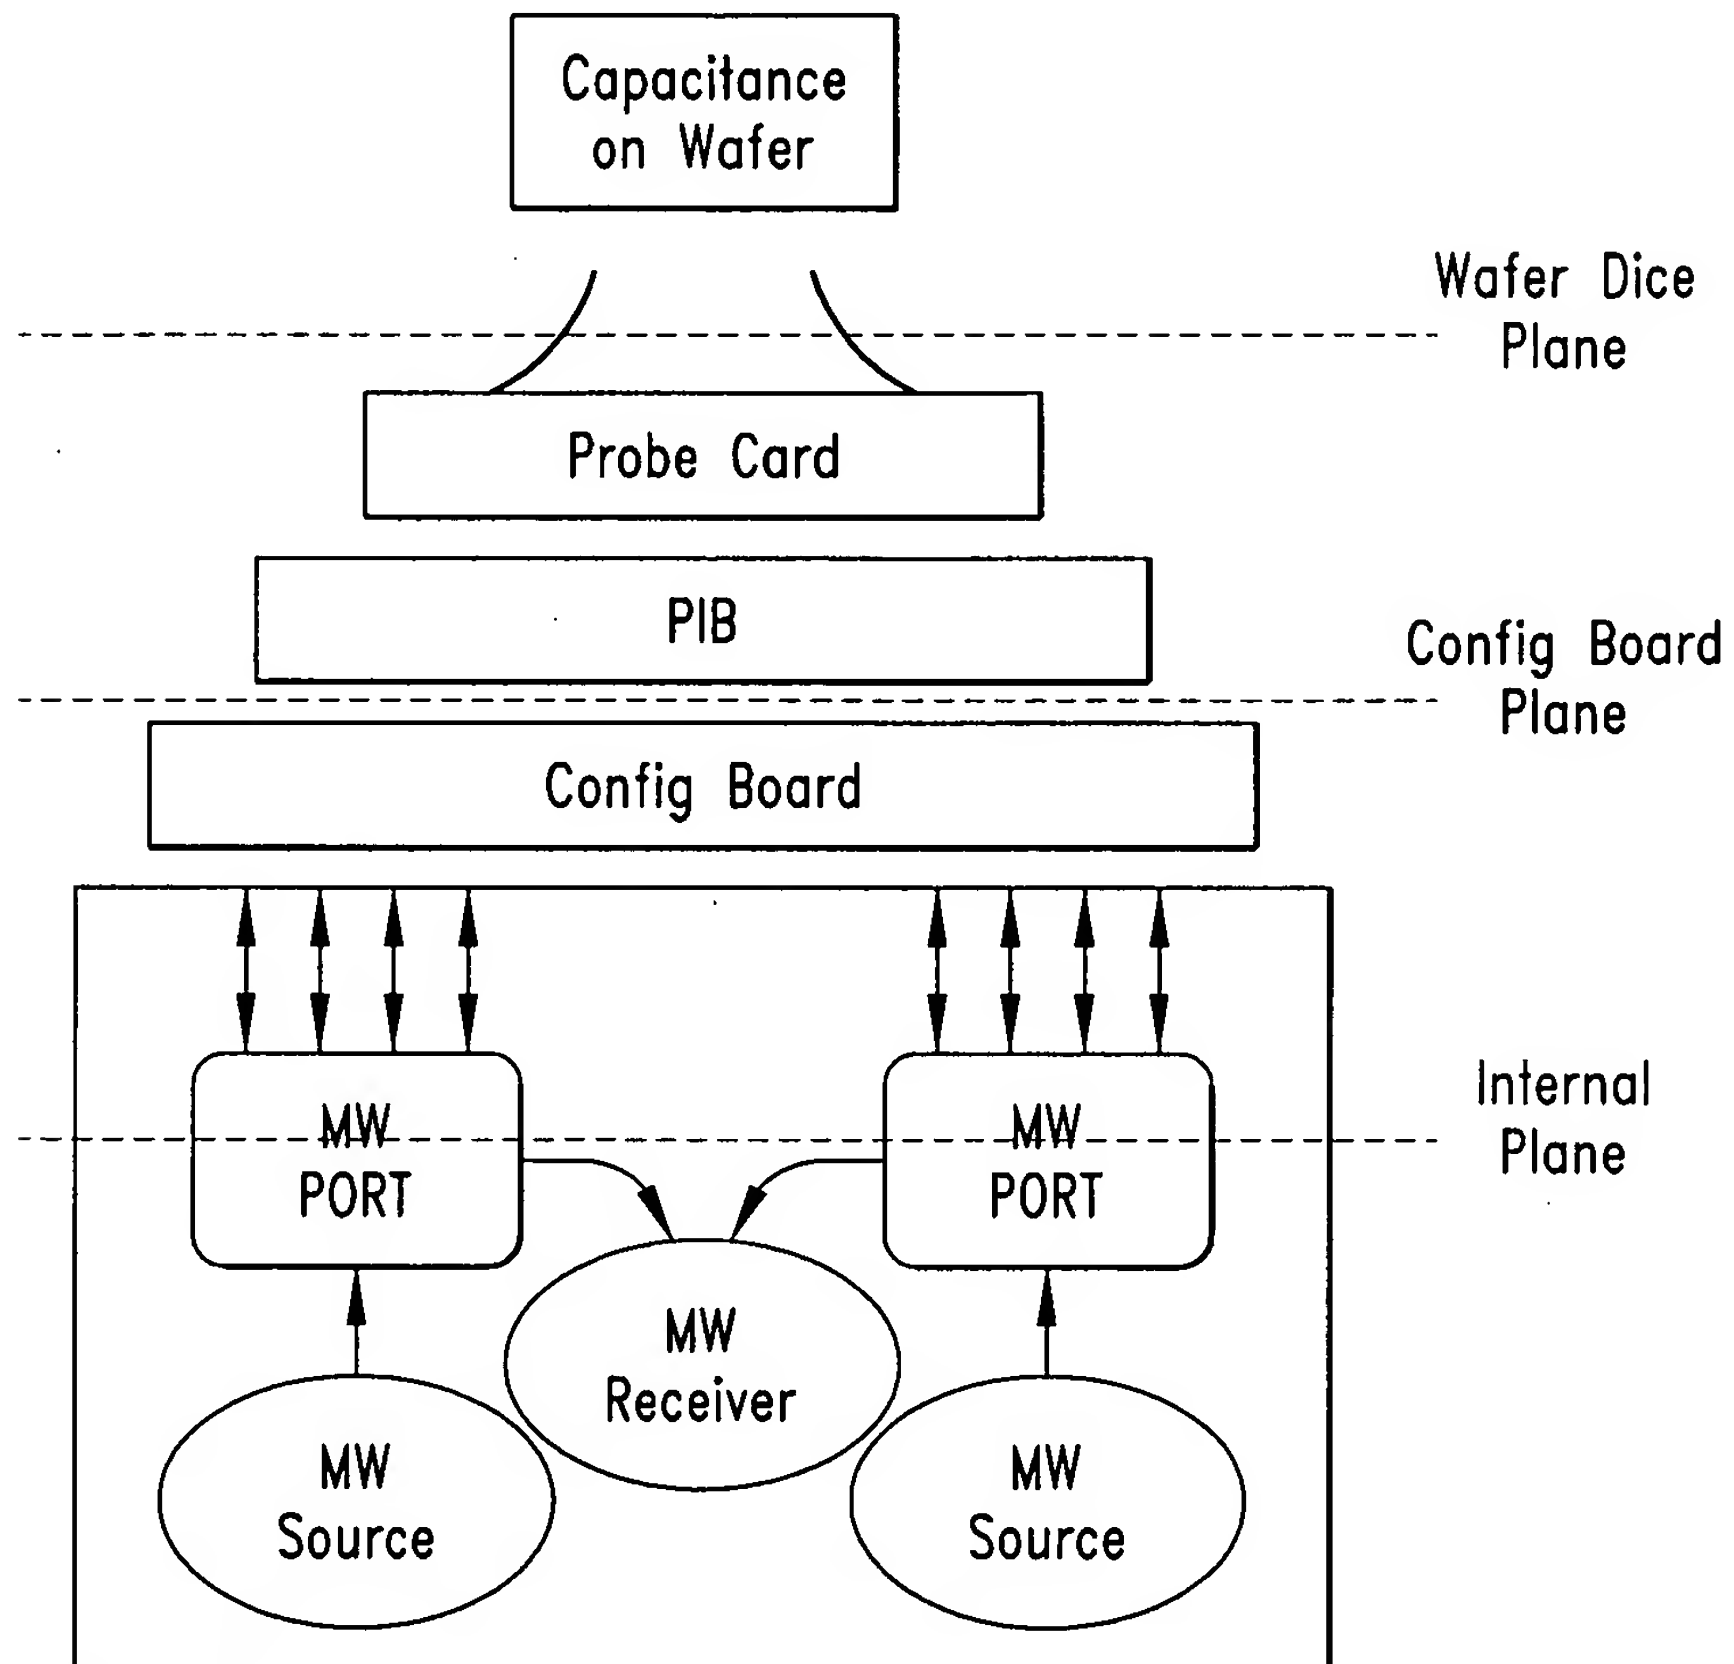 Capacitance
on Wafer
Wafer Dice
Plane
Probe Card
PIB
Config Board
Plane
Config Board
Internal
Plane
MW
PORT
MW
PORT
MW
Receiver
MW
Source
MW
Source